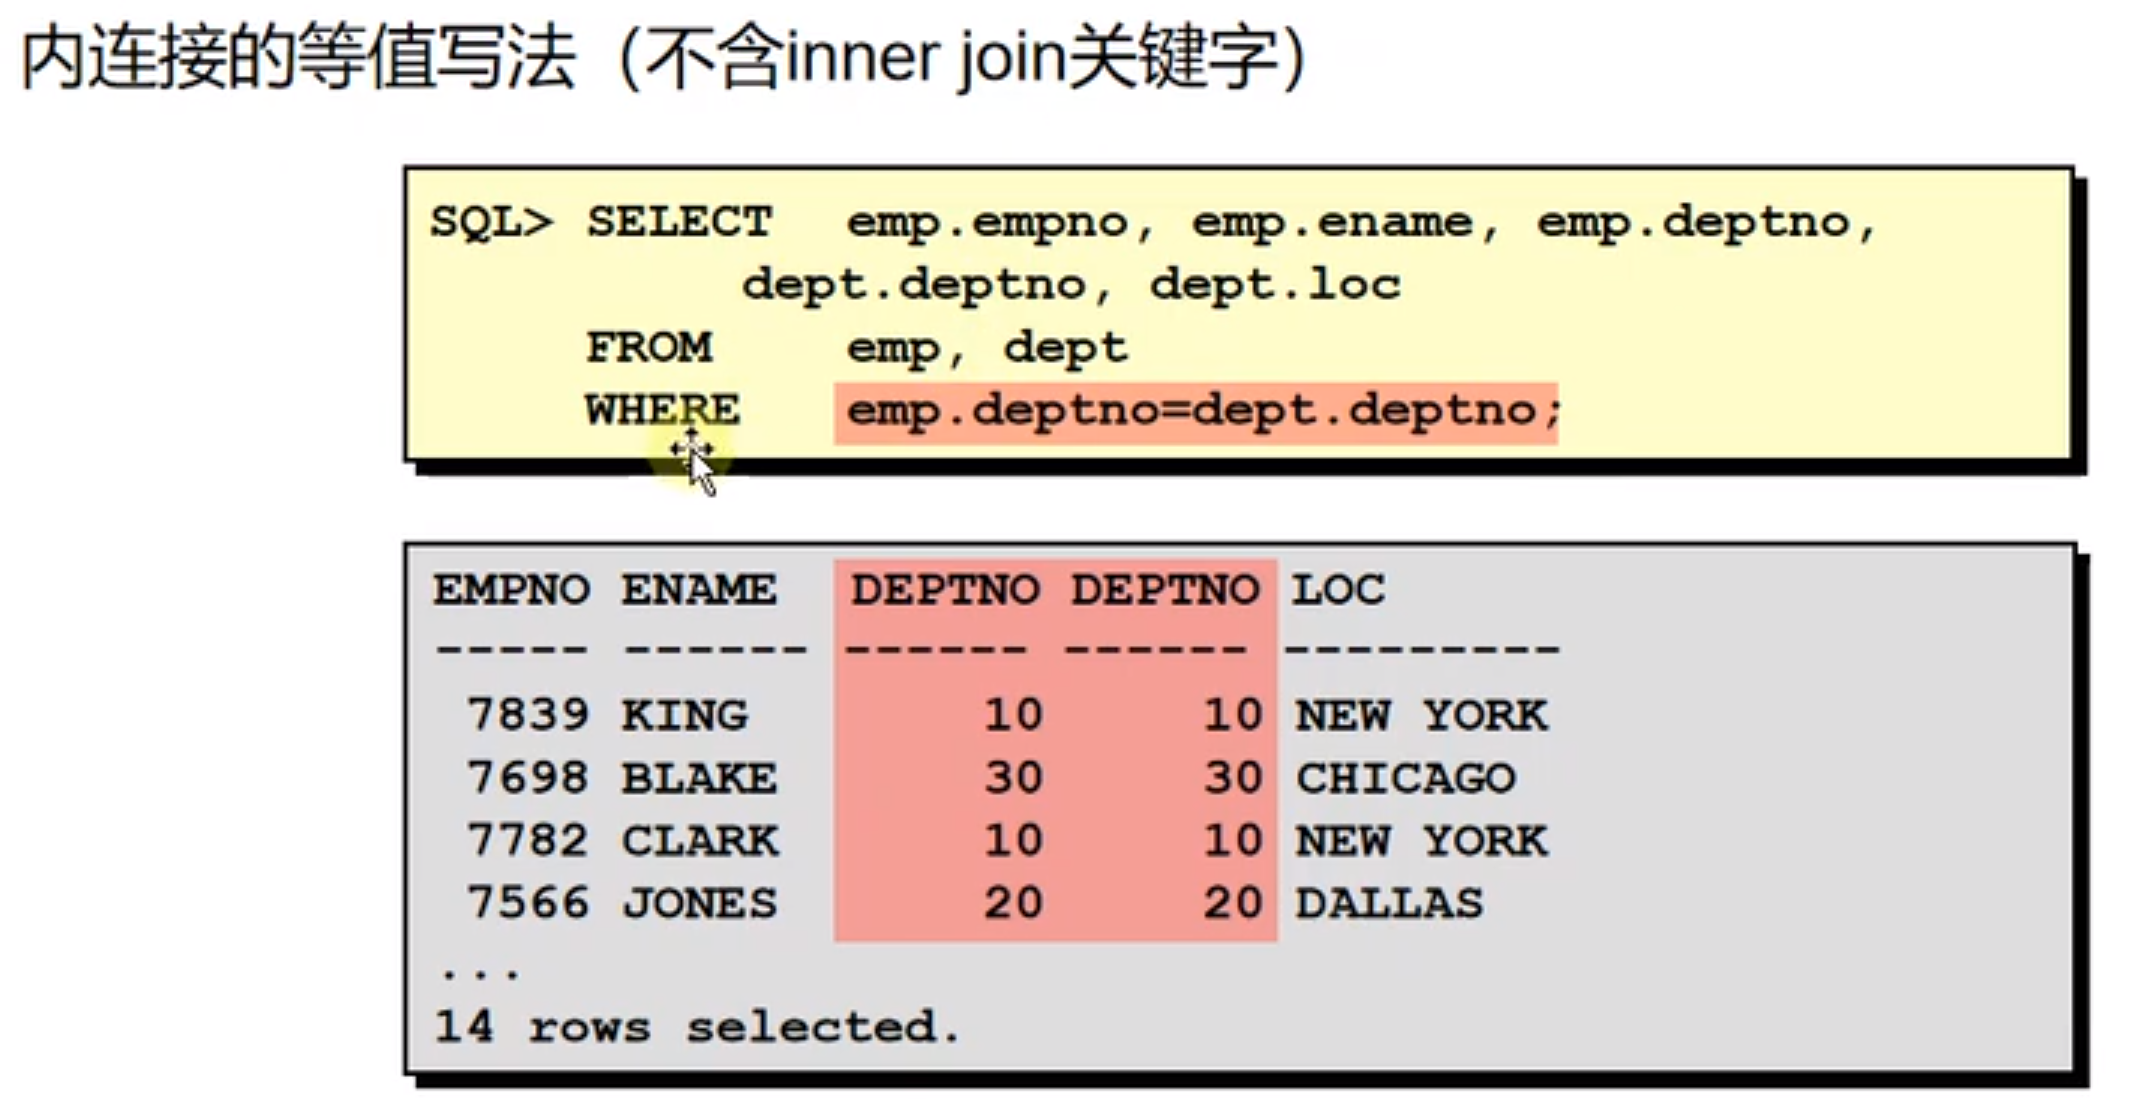 内连接的等值写法（不含inner join关键字）
SQL> SELECT emp.empno, emp.ename, emp.deptno,
dept.deptno, dept.loc
FROM emp, dept
WHERE emp.deptno=dept.deptno;
EMPNO ENAME DEPTNO DEPTNO LOC
----- ------ ------ ------ ---------
7839 KING 10 10 NEW YORK
7698 BLAKE 30 30 CHICAGO
7782 CLARK 10 10 NEW YORK
7566 JONES 20 20 DALLAS
...
14 rows selected.